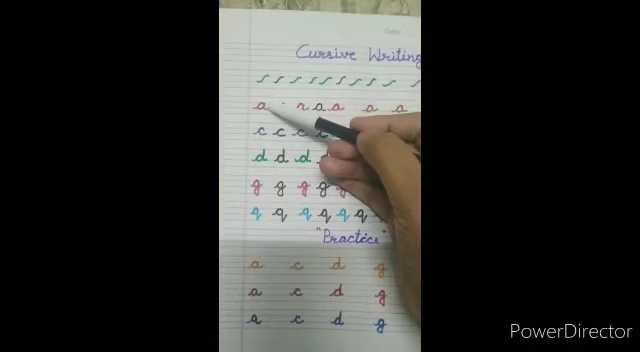 Date:
Cursive Writing
a a a a a
c c c c
d d d
g g g g g
q q q q q q
"Practice"
a c d g
a c d g
a c d g
PowerDirector